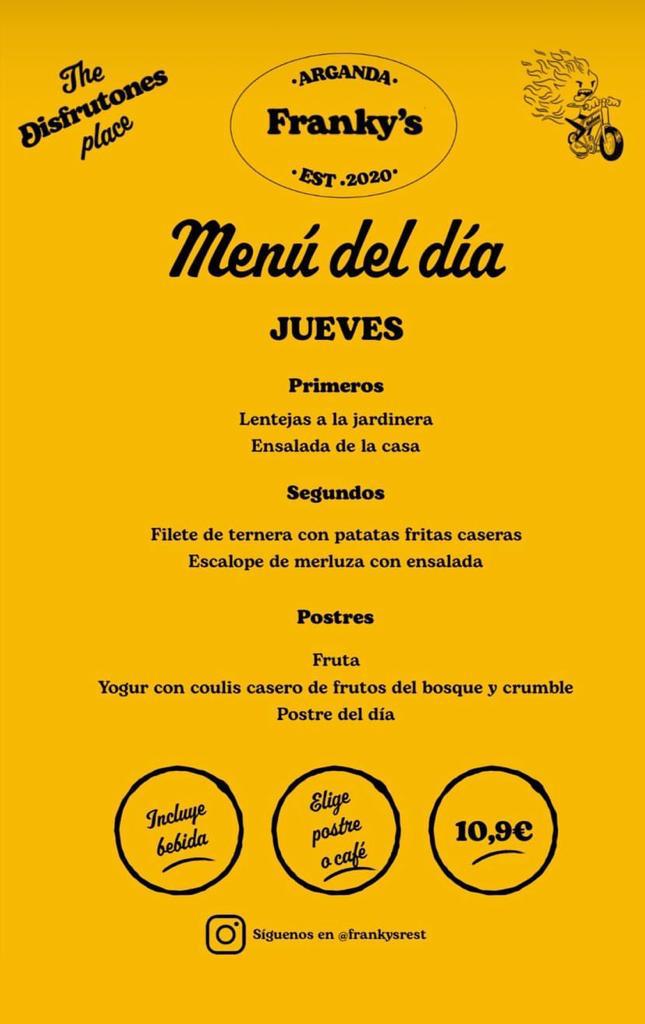 The
Disfrutones
place
·ARGANDA·
Franky's
·EST.2020·
Menú del día
JUEVES
Primeros
Lentejas a la jardinera
Ensalada de la casa
Segundos
Filete de ternera con patatas fritas caseras
Escalope de merluza con ensalada
Postres
Fruta
Yogur con coulis casero de frutos del bosque y crumble
Postre del día
Incluye
bebida
Elige
postre
o café
10,9€
Síguenos en @frankysrest